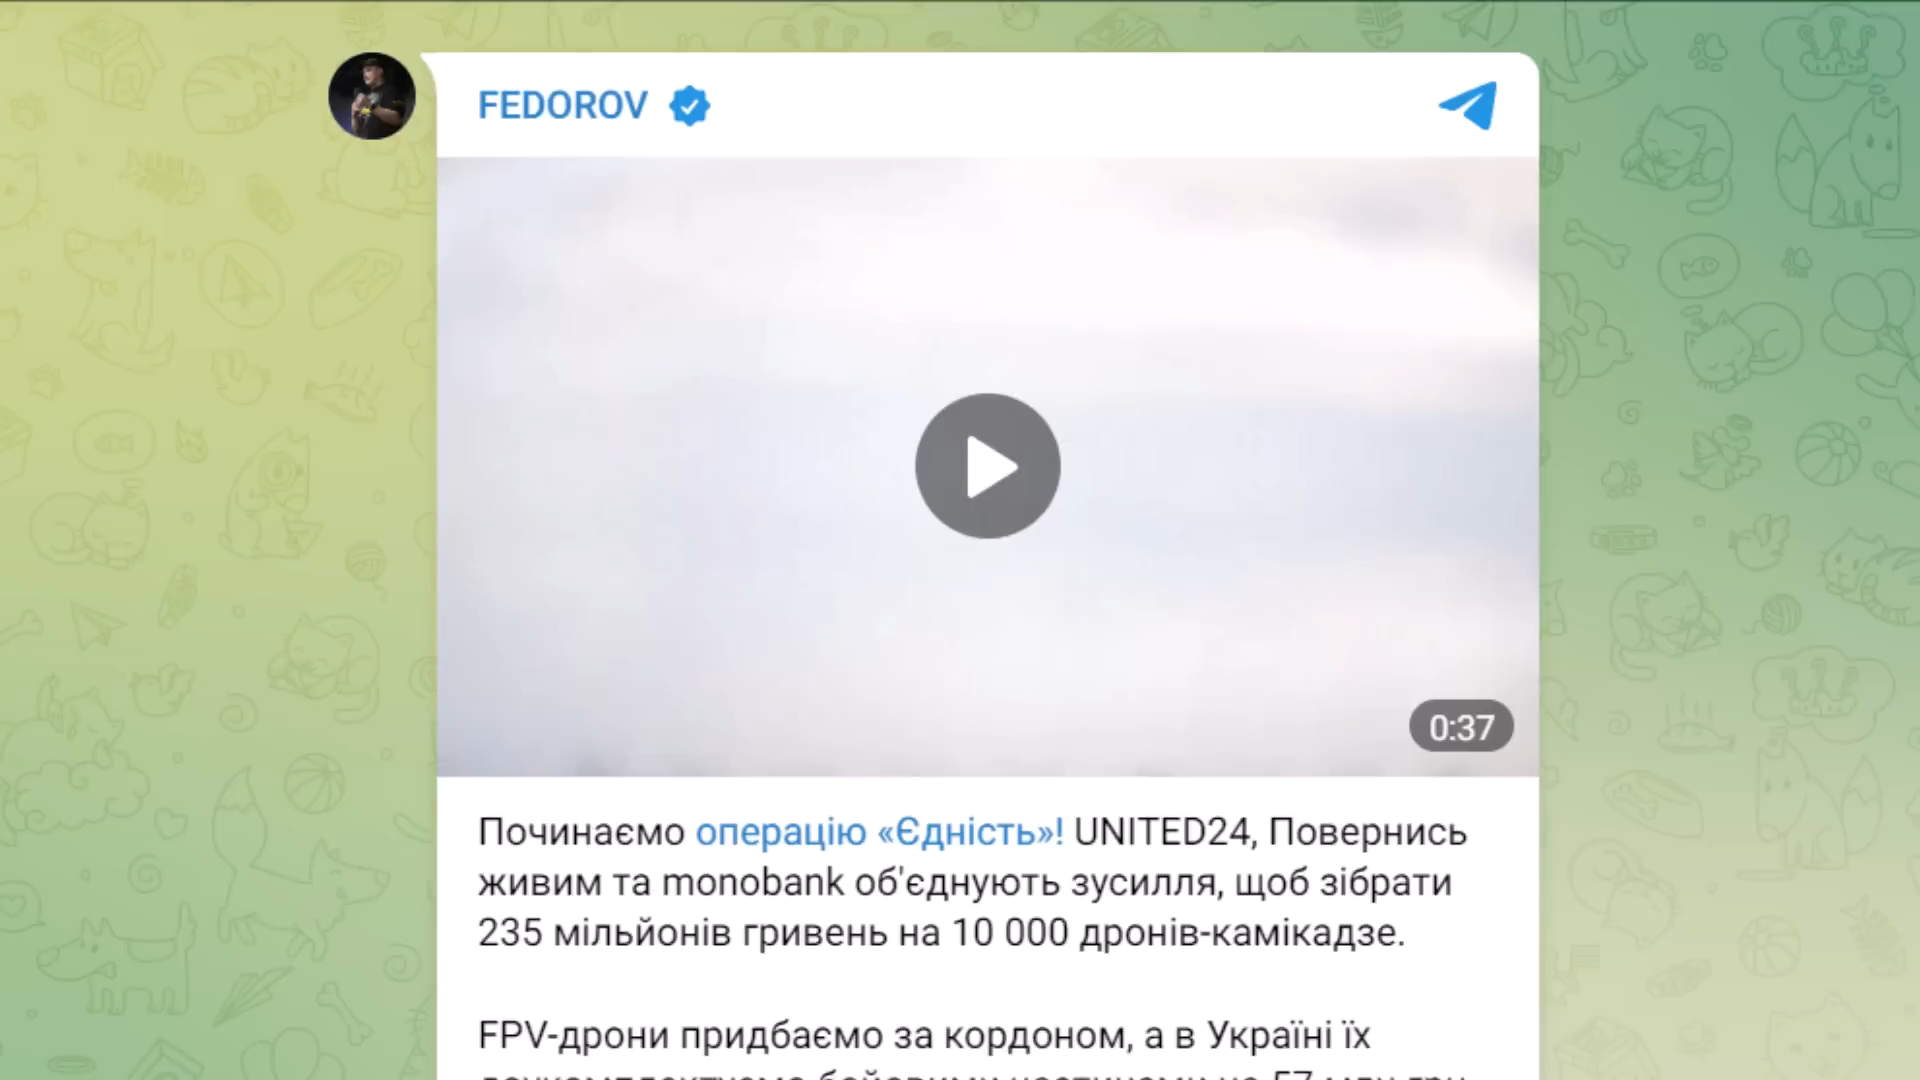 FEDOROV
0:37
Починаємо операцію «Єдність»! UNITED24, Повернись
живим та monobank об'єднують зусилля, щоб зібрати
235 мільйонів гривень на 10 000 дронів-камікадзе.
FPV-дрони придбаємо за кордоном, а в Україні їх